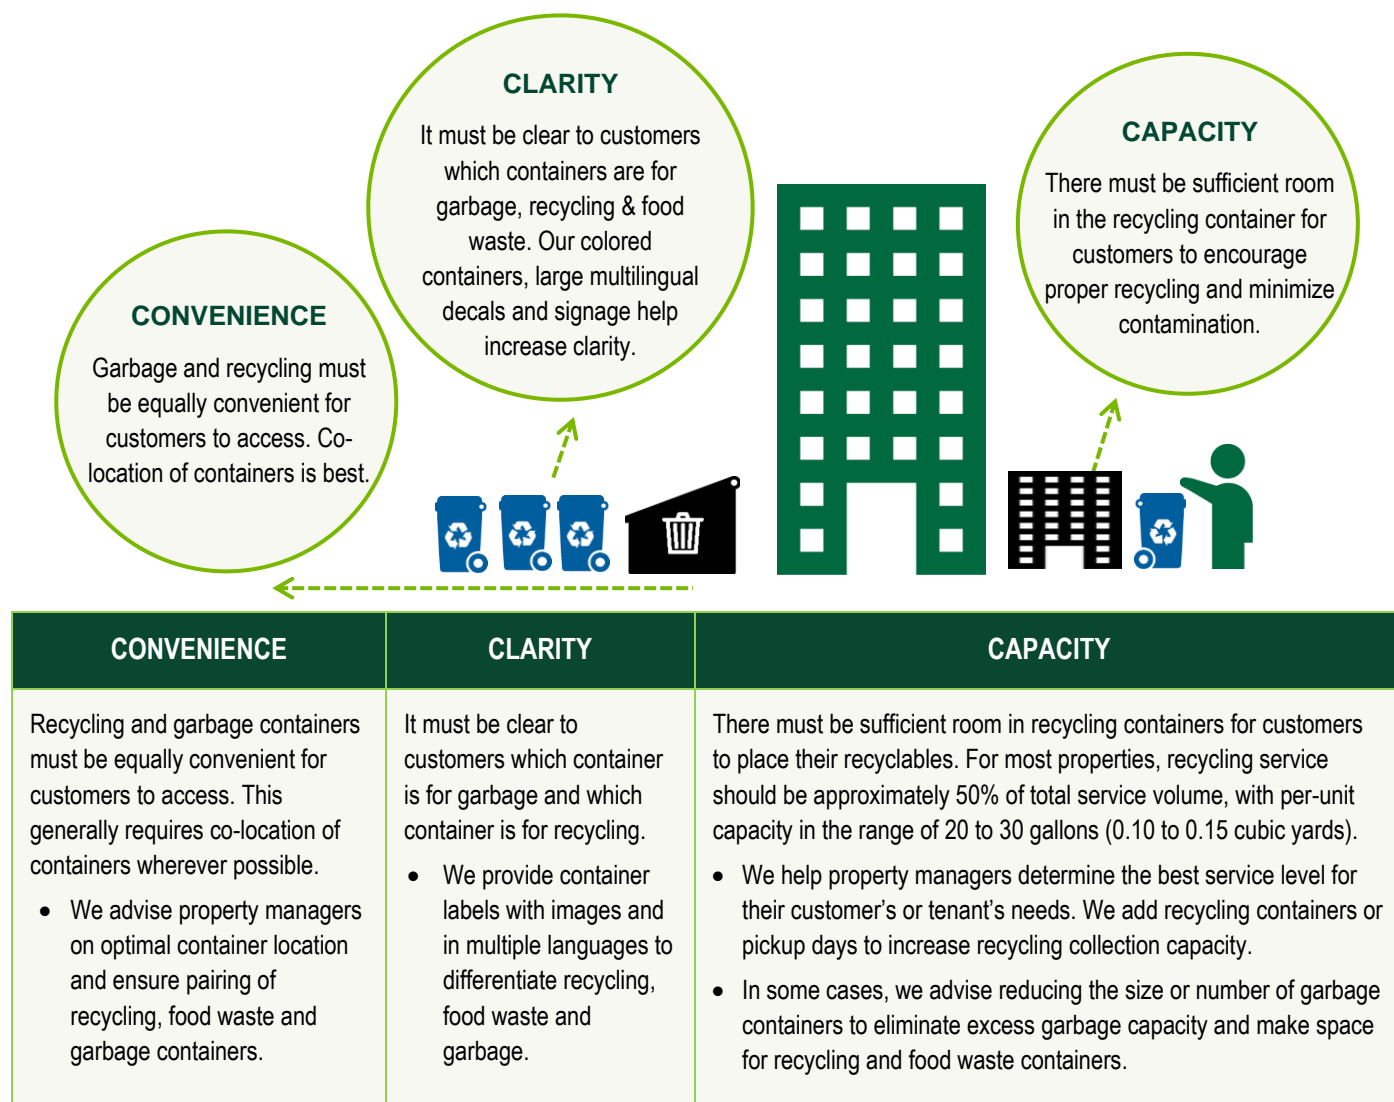 CLARITY
It must be clear to customers
which containers are for
garbage, recycling & food
waste. Our colored
containers, large multilingual
decals and signage help
increase clarity.
CAPACITY
There must be sufficient room
in the recycling container for
customers to encourage
proper recycling and minimize
contamination.
CONVENIENCE
Garbage and recycling must
be equally convenient for
customers to access. Co-
location of containers is best.
CONVENIENCE
CLARITY
CAPACITY
Recycling and garbage containers
must be equally convenient for
customers to access. This
generally requires co-location of
containers wherever possible.
• We advise property managers
on optimal container location
and ensure pairing of
recycling, food waste and
garbage containers.
It must be clear to
customers which container
is for garbage and which
container is for recycling.
• We provide container
labels with images and
in multiple languages to
differentiate recycling,
food waste and
garbage.
There must be sufficient room in recycling containers for customers
to place their recyclables. For most properties, recycling service
should be approximately 50% of total service volume, with per-unit
capacity in the range of 20 to 30 gallons (0.10 to 0.15 cubic yards).
• We help property managers determine the best service level for
their customer’s or tenant’s needs. We add recycling containers or
pickup days to increase recycling collection capacity.
• In some cases, we advise reducing the size or number of garbage
containers to eliminate excess garbage capacity and make space
for recycling and food waste containers.